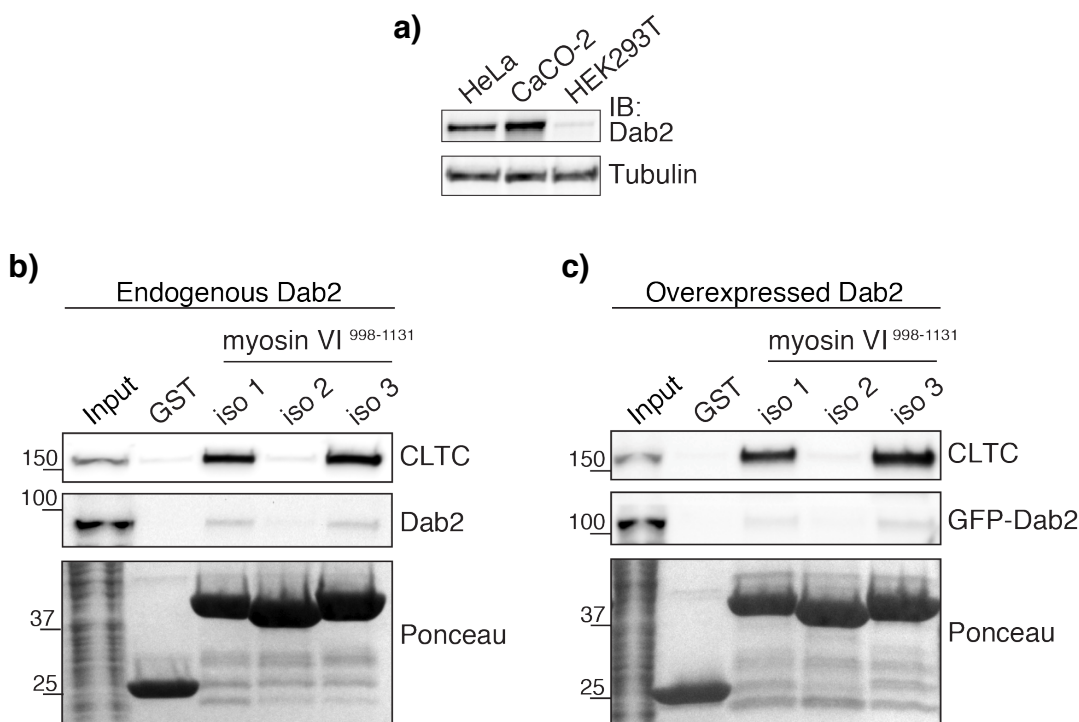 a)
HeLa
CaCO-2
HEK293T
IB:
Dab2
Tubulin
b)
Endogenous Dab2
myosin VI 998-1131
Input
GST
iso 1
iso 2
iso 3
150
CLTC
100
Dab2
37
25
Ponceau
c)
Overexpressed Dab2
myosin VI 998-1131
Input
GST
iso 1
iso 2
iso 3
150
CLTC
100
GFP-Dab2
37
25
Ponceau